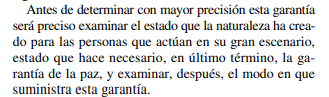 Antes de determinar con mayor precisión esta garantía
será preciso examinar el estado que la naturaleza ha crea-
do para las personas que actúan en su gran escenario,
estado que hace necesario, en último término, la ga-
rantía de la paz, y examinar, después, el modo en que
suministra esta garantía.